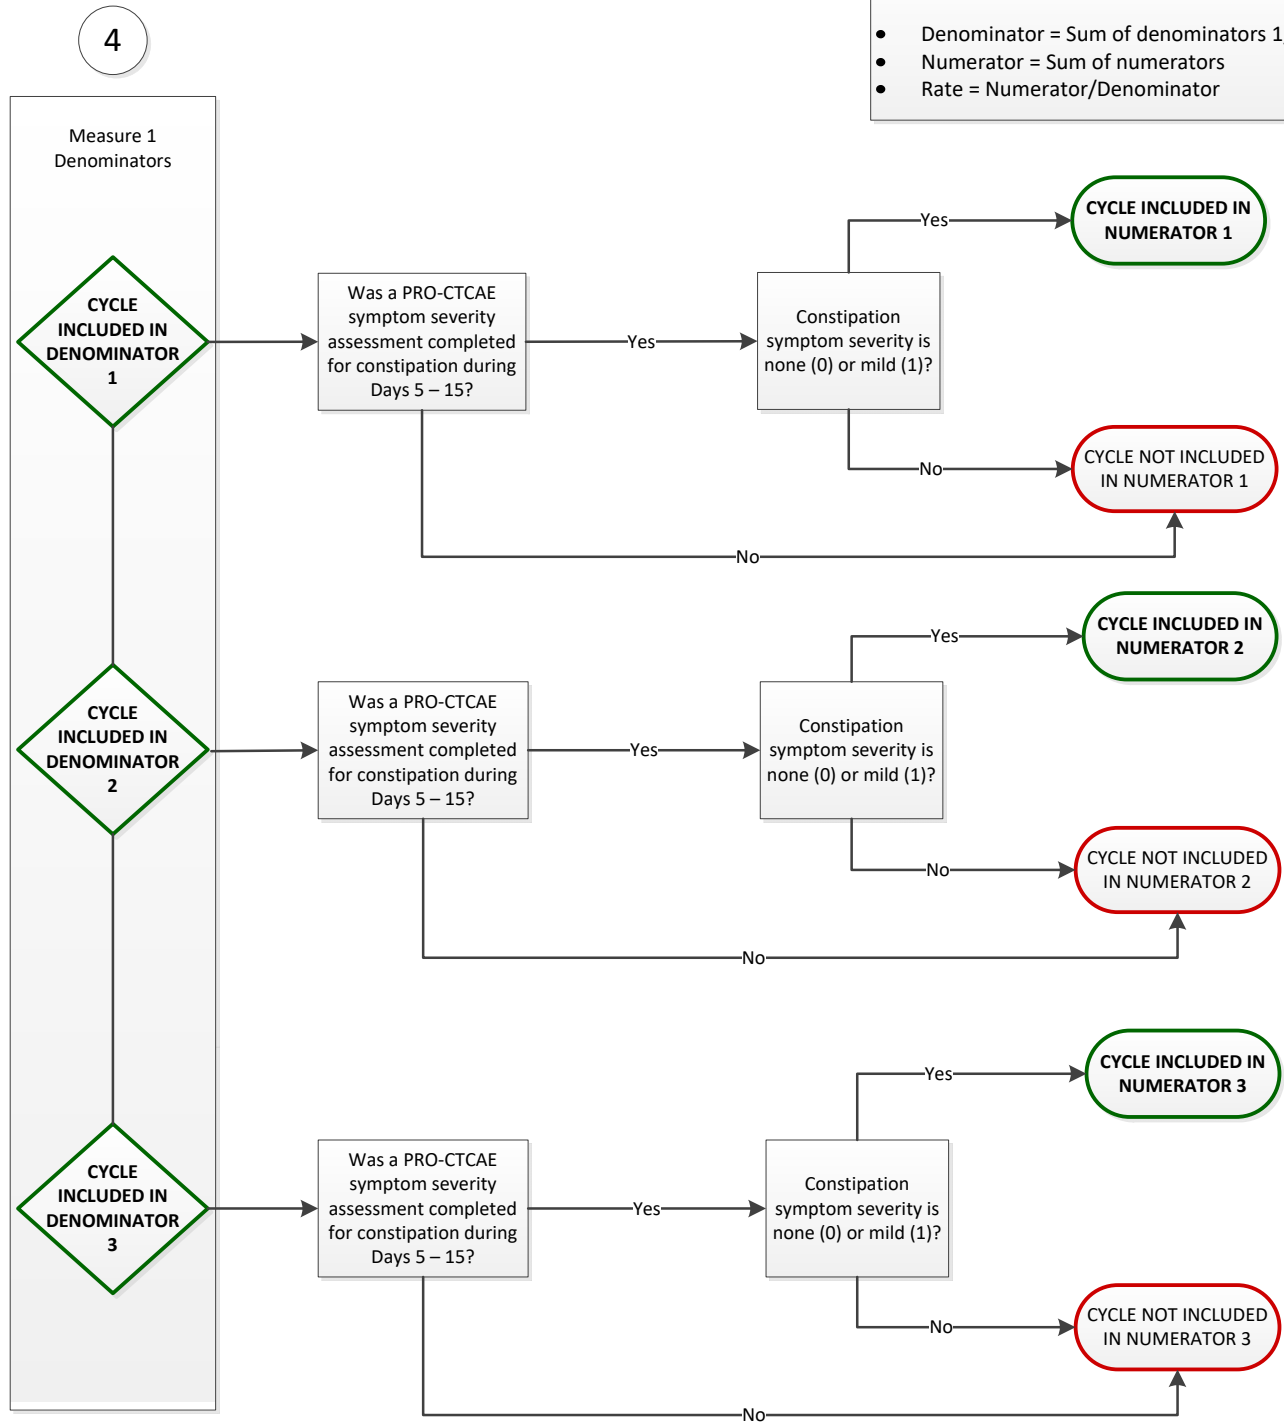 4
• Denominator = Sum of denominators 1,
• Numerator = Sum of numerators
• Rate = Numerator/Denominator
Measure 1
Denominators
CYCLE
INCLUDED IN
DENOMINATOR
1
Was a PRO-CTCAE
symptom severity
assessment completed
for constipation during
Days 5 – 15?
Yes
Constipation
symptom severity is
none (0) or mild (1)?
Yes
CYCLE INCLUDED IN
NUMERATOR 1
No
CYCLE NOT INCLUDED
IN NUMERATOR 1
No
CYCLE
INCLUDED IN
DENOMINATOR
2
Was a PRO-CTCAE
symptom severity
assessment completed
for constipation during
Days 5 – 15?
Yes
Constipation
symptom severity is
none (0) or mild (1)?
Yes
CYCLE INCLUDED IN
NUMERATOR 2
No
CYCLE NOT INCLUDED
IN NUMERATOR 2
No
CYCLE
INCLUDED IN
DENOMINATOR
3
Was a PRO-CTCAE
symptom severity
assessment completed
for constipation during
Days 5 – 15?
Yes
Constipation
symptom severity is
none (0) or mild (1)?
Yes
CYCLE INCLUDED IN
NUMERATOR 3
No
CYCLE NOT INCLUDED
IN NUMERATOR 3
No